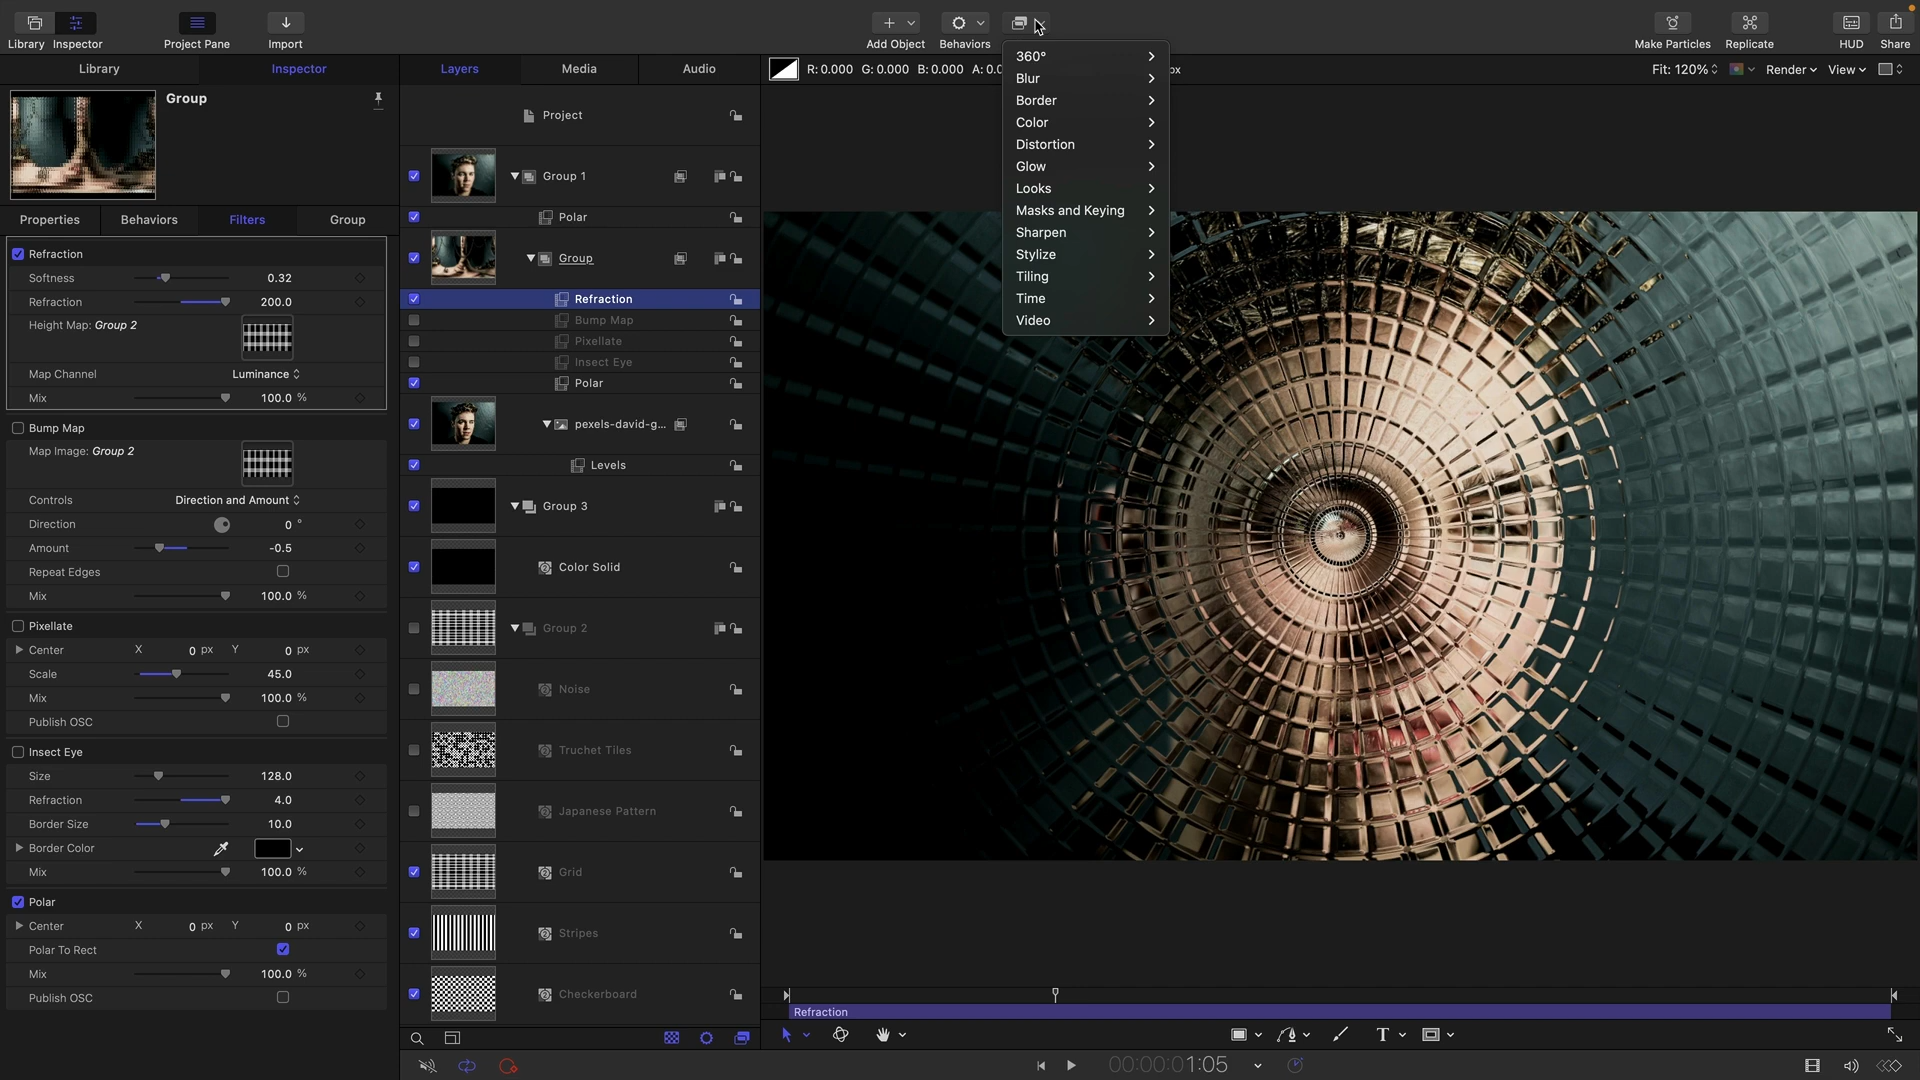 Library
Inspector
Project Pane
Import
Add Object
Behaviors
Make Particles
Replicate
HUD
Share
Library
Inspector
Layers
Media
Audio
R: 0.000 G: 0.000 B: 0.000 A: 0.0
px
Fit: 120%
Render
View
Group
Properties
Behaviors
Filters
Group
Refraction
Softness 0.32
Refraction 200.0
Height Map: Group 2
Map Channel Luminance
Mix 100.0 %
Bump Map
Map Image: Group 2
Controls Direction and Amount
Direction 0 °
Amount -0.5
Repeat Edges
Mix 100.0 %
Pixellate
Center X 0 px Y 0 px
Scale 45.0
Mix 100.0 %
Publish OSC
Insect Eye
Size 128.0
Refraction 4.0
Border Size 10.0
Border Color
Mix 100.0 %
Polar
Center X 0 px Y 0 px
Polar To Rect
Mix 100.0 %
Publish OSC
Project
Group 1
Polar
Group
Refraction
Bump Map
Pixellate
Insect Eye
Polar
pexels-david-g...
Levels
Group 3
Color Solid
Group 2
Noise
Truchet Tiles
Japanese Pattern
Grid
Stripes
Checkerboard
360°
Blur
Border
Color
Distortion
Glow
Looks
Masks and Keying
Sharpen
Stylize
Tiling
Time
Video
Refraction
T
00:00:01:05